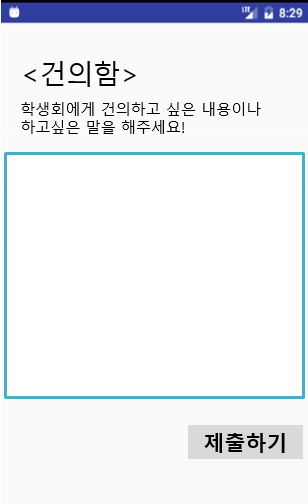 LTE 8:29
<건의함>
학생회에게 건의하고 싶은 내용이나
하고싶은 말을 해주세요!
제출하기